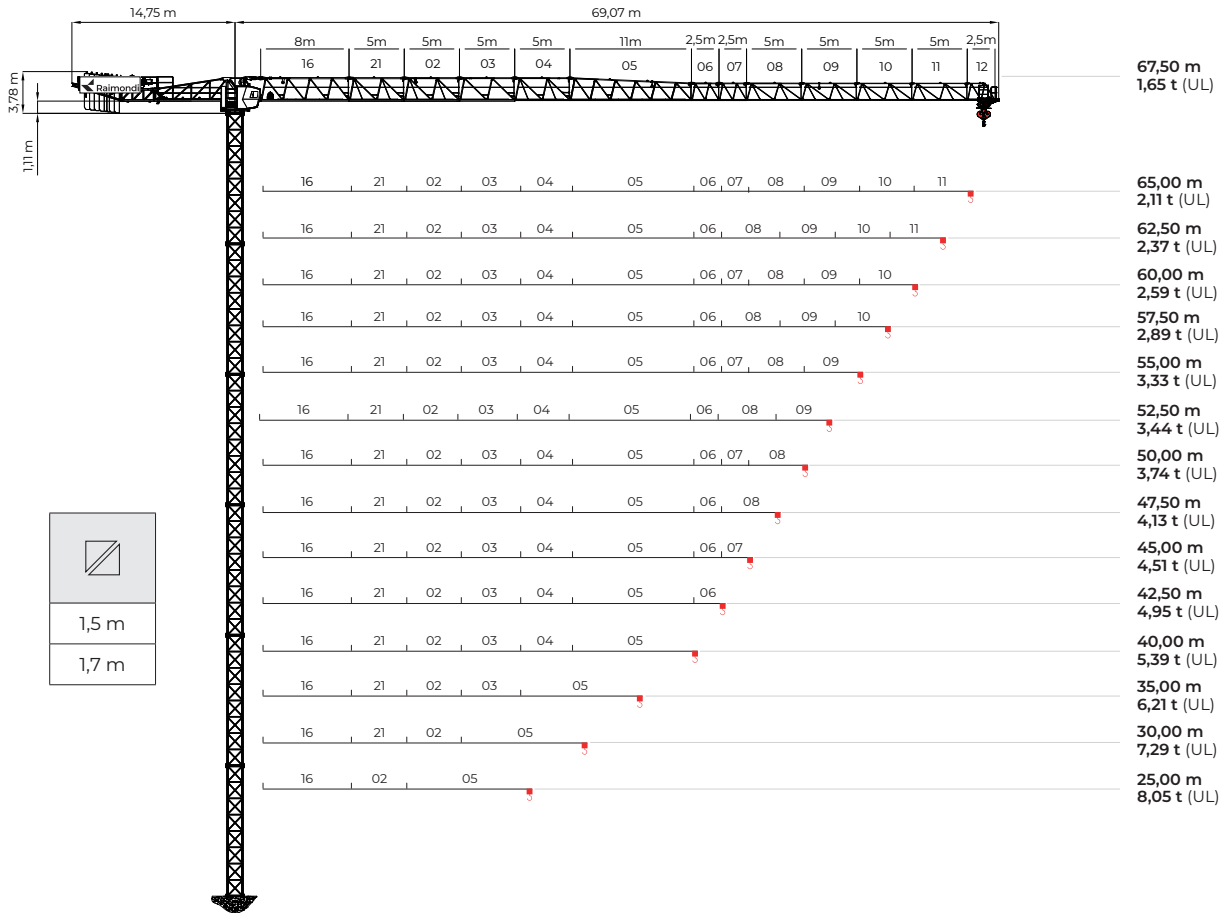 14,75 m
69,07 m
8m 5m 5m 5m 5m 11m 2,5m 2,5m 5m 5m 5m 5m 2,5m
16 21 02 03 04 05 06 07 08 09 10 11 12
67,50 m
1,65 t (UL)
Raimondi
3,78 m
1,11 m
16 21 02 03 04 05 06 07 08 09 10 11
65,00 m
2,11 t (UL)
16 21 02 03 04 05 06 08 09 10 11
62,50 m
2,37 t (UL)
16 21 02 03 04 05 06 07 08 09 10
60,00 m
2,59 t (UL)
16 21 02 03 04 05 06 08 09 10
57,50 m
2,89 t (UL)
16 21 02 03 04 05 06 07 08 09
55,00 m
3,33 t (UL)
16 21 02 03 04 05 06 08 09
52,50 m
3,44 t (UL)
16 21 02 03 04 05 06 07 08
50,00 m
3,74 t (UL)
16 21 02 03 04 05 06 08
47,50 m
4,13 t (UL)
16 21 02 03 04 05 06 07
45,00 m
4,51 t (UL)
16 21 02 03 04 05 06
42,50 m
4,95 t (UL)
16 21 02 03 04 05
40,00 m
5,39 t (UL)
16 21 02 03 05
35,00 m
6,21 t (UL)
16 21 02 05
30,00 m
7,29 t (UL)
16 02 05
25,00 m
8,05 t (UL)
1,5 m
1,7 m